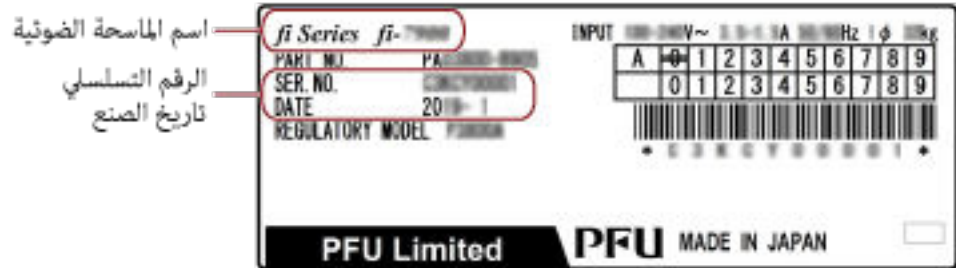 اسم الماسحة الضوئية
الرقم التسلسلي
تاريخ الصنع
fi Series fi-
PART NO. PA
SER. NO.
DATE 20
REGULATORY MODEL
INPUT V~ A Hz 1φ kg
A 0 1 2 3 4 5 6 7 8 9
0 1 2 3 4 5 6 7 8 9
PFU Limited
PFU MADE IN JAPAN